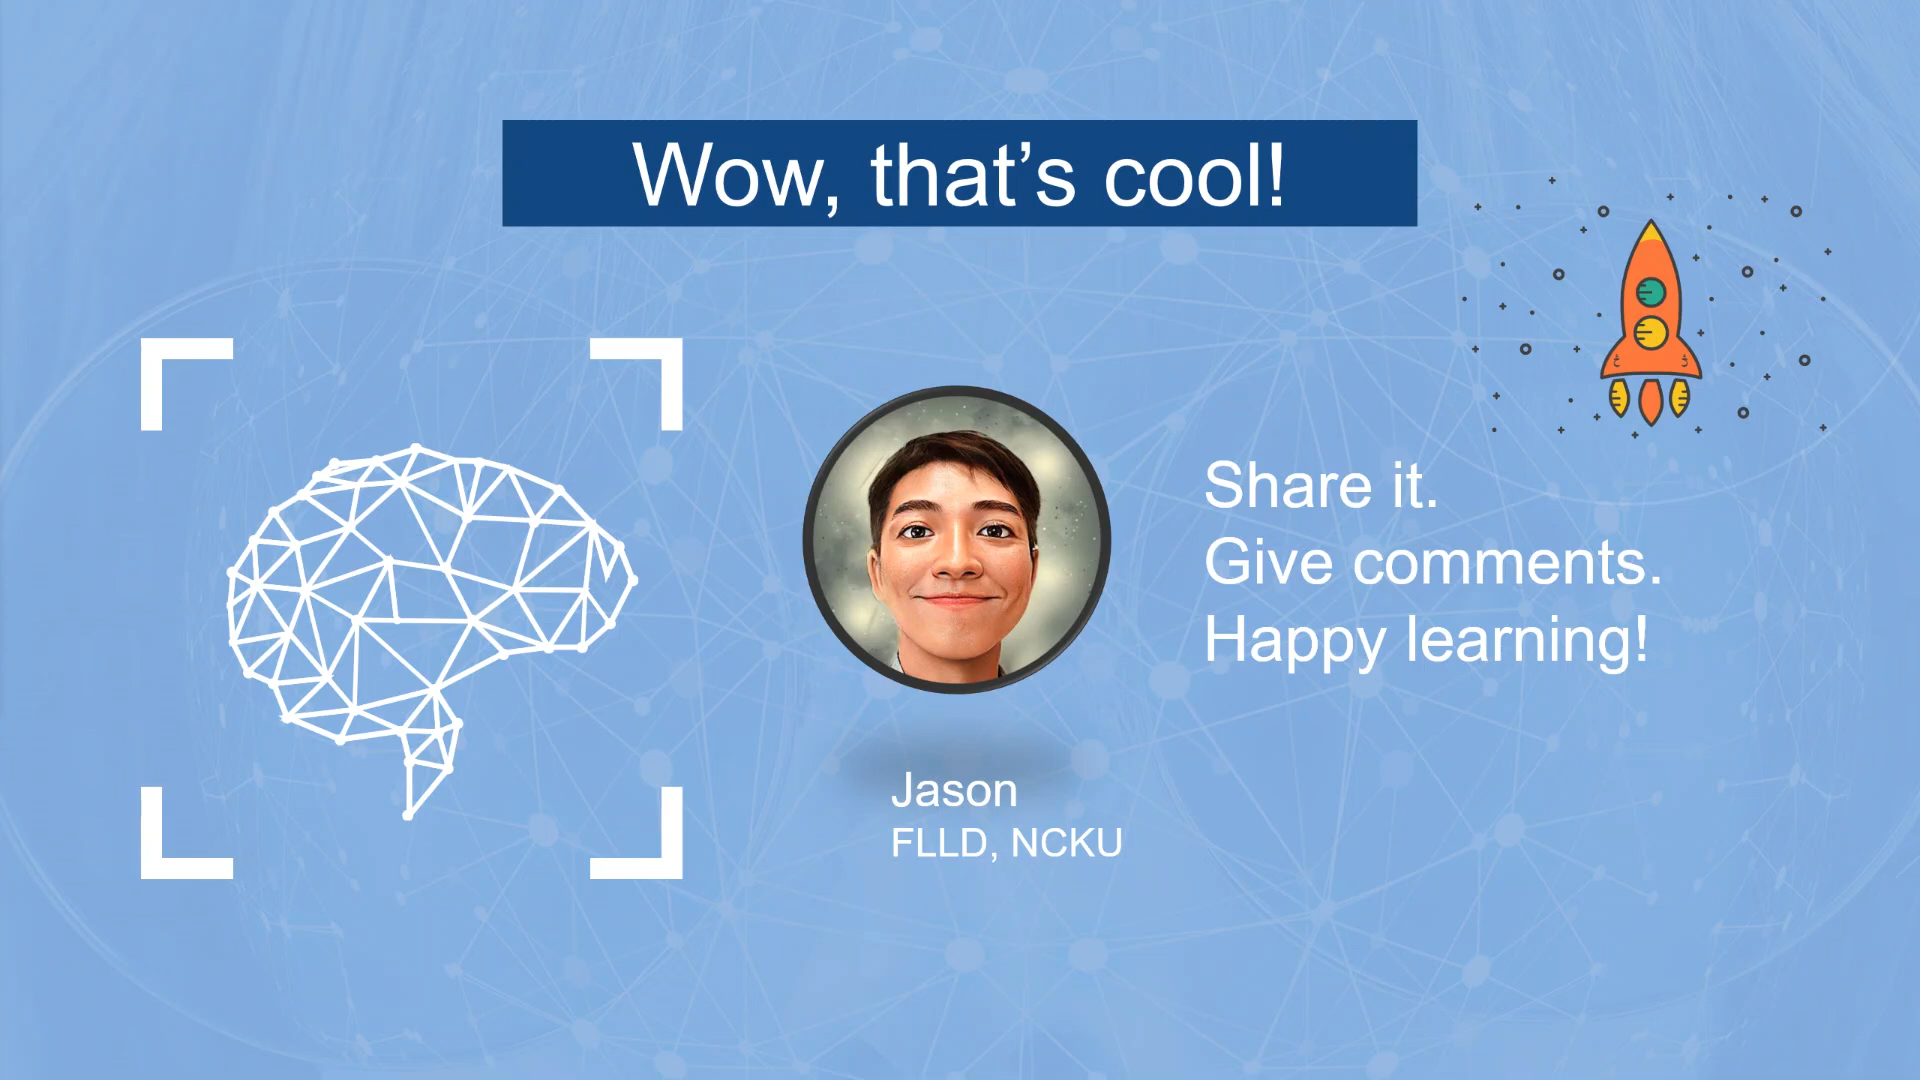 Wow, that’s cool!
Share it.
Give comments.
Happy learning!
Jason
FLLD, NCKU